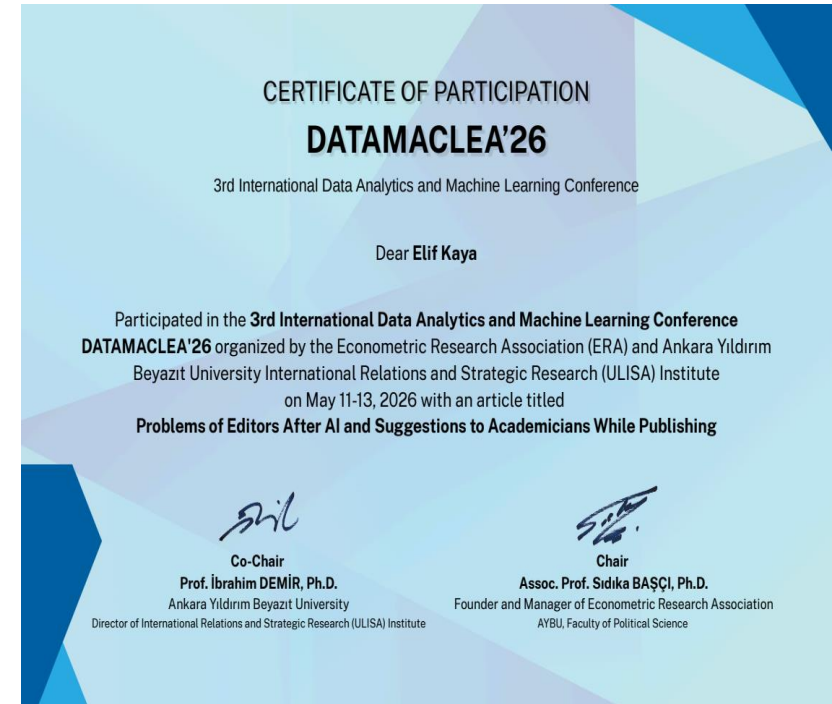 CERTIFICATE OF PARTICIPATION
DATAMACLEA’26
3rd International Data Analytics and Machine Learning Conference
Dear Elif Kaya
Participated in the 3rd International Data Analytics and Machine Learning Conference
DATAMACLEA'26 organized by the Econometric Research Association (ERA) and Ankara Yıldırım
Beyazıt University International Relations and Strategic Research (ULISA) Institute
on May 11-13, 2026 with an article titled
Problems of Editors After AI and Suggestions to Academicians While Publishing
Co-Chair
Prof. İbrahim DEMİR, Ph.D.
Ankara Yıldırım Beyazıt University
Director of International Relations and Strategic Research (ULISA) Institute
Chair
Assoc. Prof. Sıdıka BAŞÇI, Ph.D.
Founder and Manager of Econometric Research Association
AYBU, Faculty of Political Science